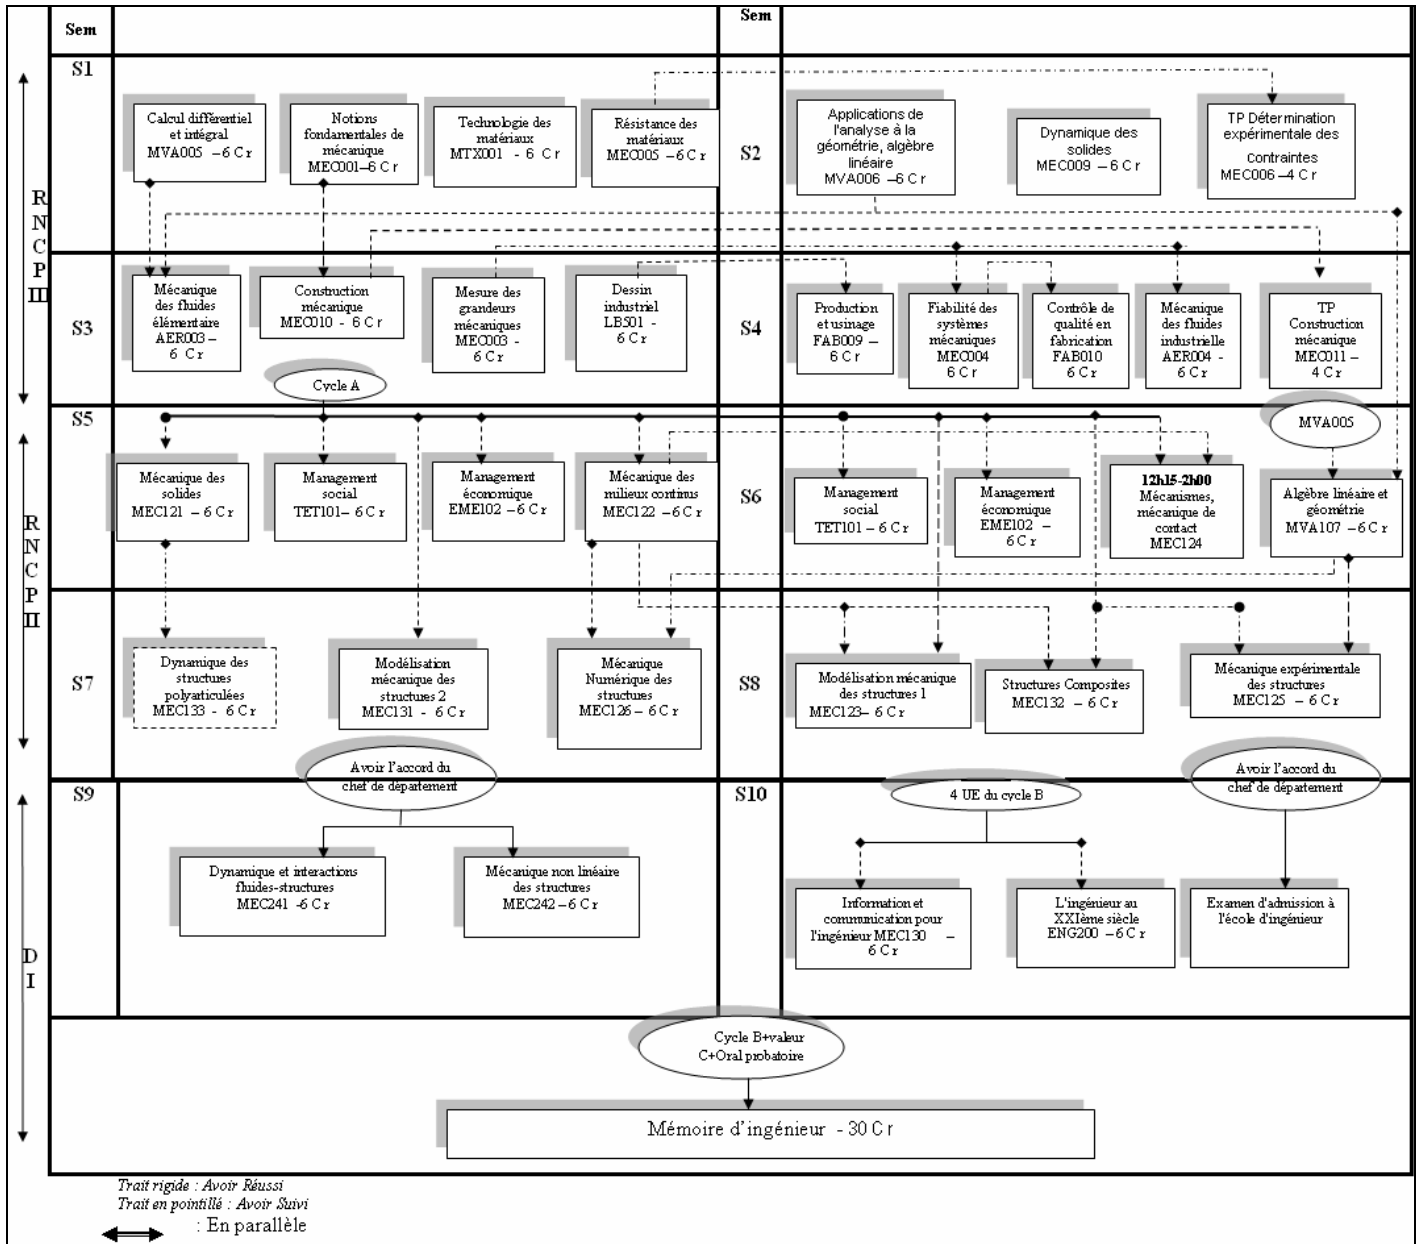 Sem
Sem
R
N
C
P
III
S1
Calcul différentiel
et intégral
MVA005 – 6 Cr
Notions
fondamentales de
mécanique
MEC001–6 Cr
Technologie des
matériaux
MTX001 - 6 Cr
Résistance des
matériaux
MEC005 – 6 Cr
S2
Applications de
l'analyse à la
géométrie, algèbre
linéaire
MVA006 –6 Cr
Dynamique des
solides
MEC009 – 6 Cr
TP Détermination
expérimentale des
contraintes
MEC006 –4 Cr
S3
Mécanique
des fluides
élémentaire
AER003 –
6 Cr
Construction
mécanique
MEC010 - 6 Cr
Mesure des
grandeurs
mécaniques
MEC003 -
6 Cr
Dessin
industriel
LB501 -
6 Cr
Cycle A
S4
Production
et usinage
FAB009 –
6 Cr
Fiabilité des
systèmes
mécaniques
MEC004
6 Cr
Contrôle de
qualité en
fabrication
FAB010
6 Cr
Mécanique
des fluides
industrielle
AER004 -
6 Cr
TP
Construction
mécanique
MEC011 –
4 Cr
R
N
C
P
II
S5
Mécanique des
solides
MEC121 – 6 Cr
Management
social
TET101– 6 Cr
Management
économique
EME102 – 6 Cr
Mécanique des
milieux continus
MEC122 – 6 Cr
MVA005
S6
Management
social
TET101 – 6 Cr
Management
économique
EME102 –
6 Cr
12h15-2h00
Mécanismes,
mécanique de
contact
MEC124
Algèbre linéaire et
géométrie
MVA107 – 6 Cr
S7
Dynamique des
structures
polyarticulées
MEC133 - 6 Cr
Modélisation
mécanique des
structures 2
MEC131 - 6 Cr
Mécanique
Numérique des
structures
MEC126– 6 Cr
S8
Modélisation mécanique
des structures 1
MEC123– 6 Cr
Structures Composites
MEC132 – 6 Cr
Mécanique expérimentale
des structures
MEC125 – 6 Cr
D
I
S9
Avoir l'accord du
chef de département
Dynamique et interactions
fluides-structures
MEC241 -6 Cr
Mécanique non linéaire
des structures
MEC242 – 6 Cr
S10
4 UE du cycle B
Avoir l'accord du
chef de département
Information et
communication pour
l'ingénieur MEC130 –
6 Cr
L'ingénieur au
XXIème siècle
ENG200 – 6 Cr
Examen d'admission à
l'école d'ingénieur
Cycle B+valeur
C+Oral probatoire
Mémoire d'ingénieur - 30 Cr
Trait rigide : Avoir Réussi
Trait en pointillé : Avoir Suivi
: En parallèle